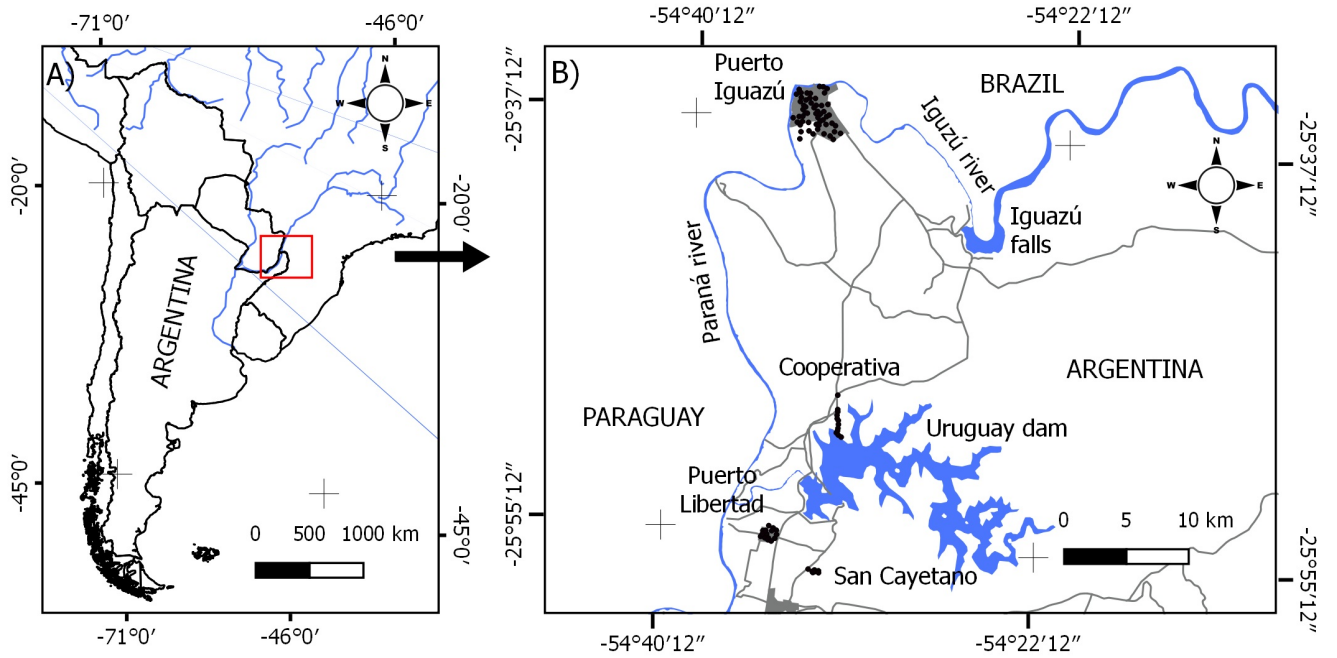 -71°0′
-46°0′
A)
N
W
E
S
-20°0′
-20°0′
ARGENTINA
-45°0′
-45°0′
0 500 1000 km
-71°0′
-46°0′
-54°40′12″
-54°22′12″
B)
Puerto
Iguazú
BRAZIL
-25°37′12″
-25°37′12″
Iguzú river
N
W
E
S
Iguazú
falls
Paraná river
Cooperativa
ARGENTINA
PARAGUAY
Uruguay dam
Puerto
Libertad
-25°55′12″
-25°55′12″
0 5 10 km
San Cayetano
-54°40′12″
-54°22′12″